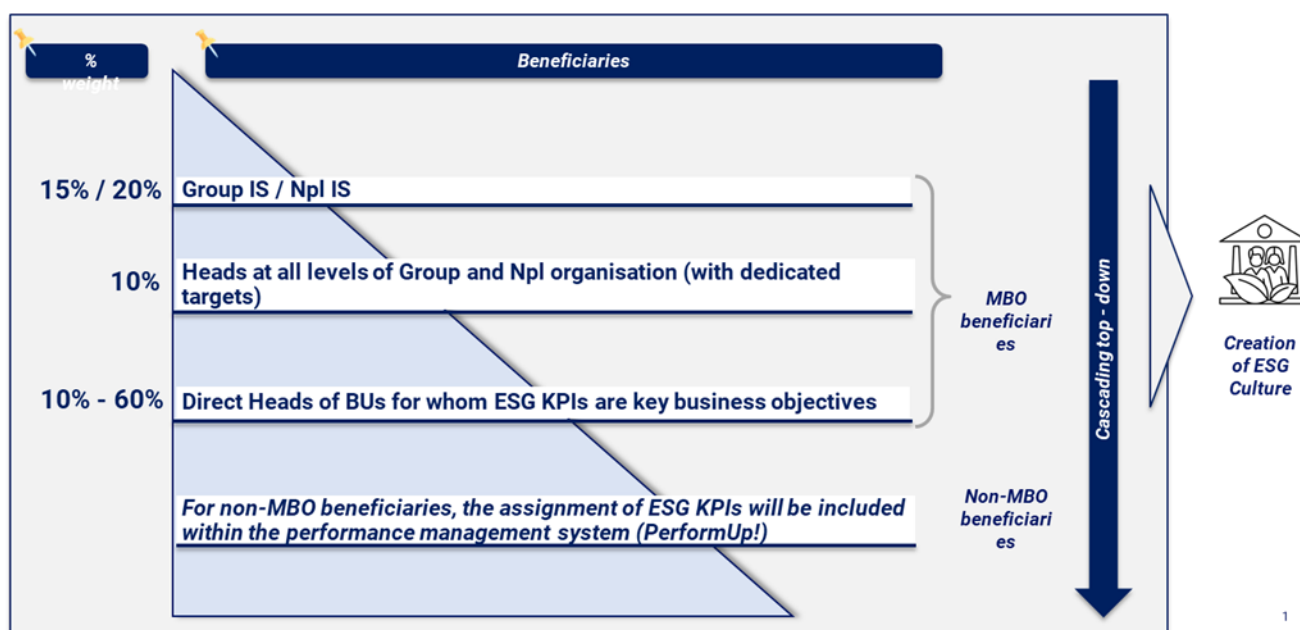 %
weight
Beneficiaries
15% / 20%
Group IS / Npl IS
10%
Heads at all levels of Group and Npl organisation (with dedicated
targets)
10% - 60%
Direct Heads of BUs for whom ESG KPIs are key business objectives
MBO
beneficiari
es
For non-MBO beneficiaries, the assignment of ESG KPIs will be included
within the performance management system (PerformUp!)
Non-MBO
beneficiari
es
Cascading top - down
Creation
of ESG
Culture
1